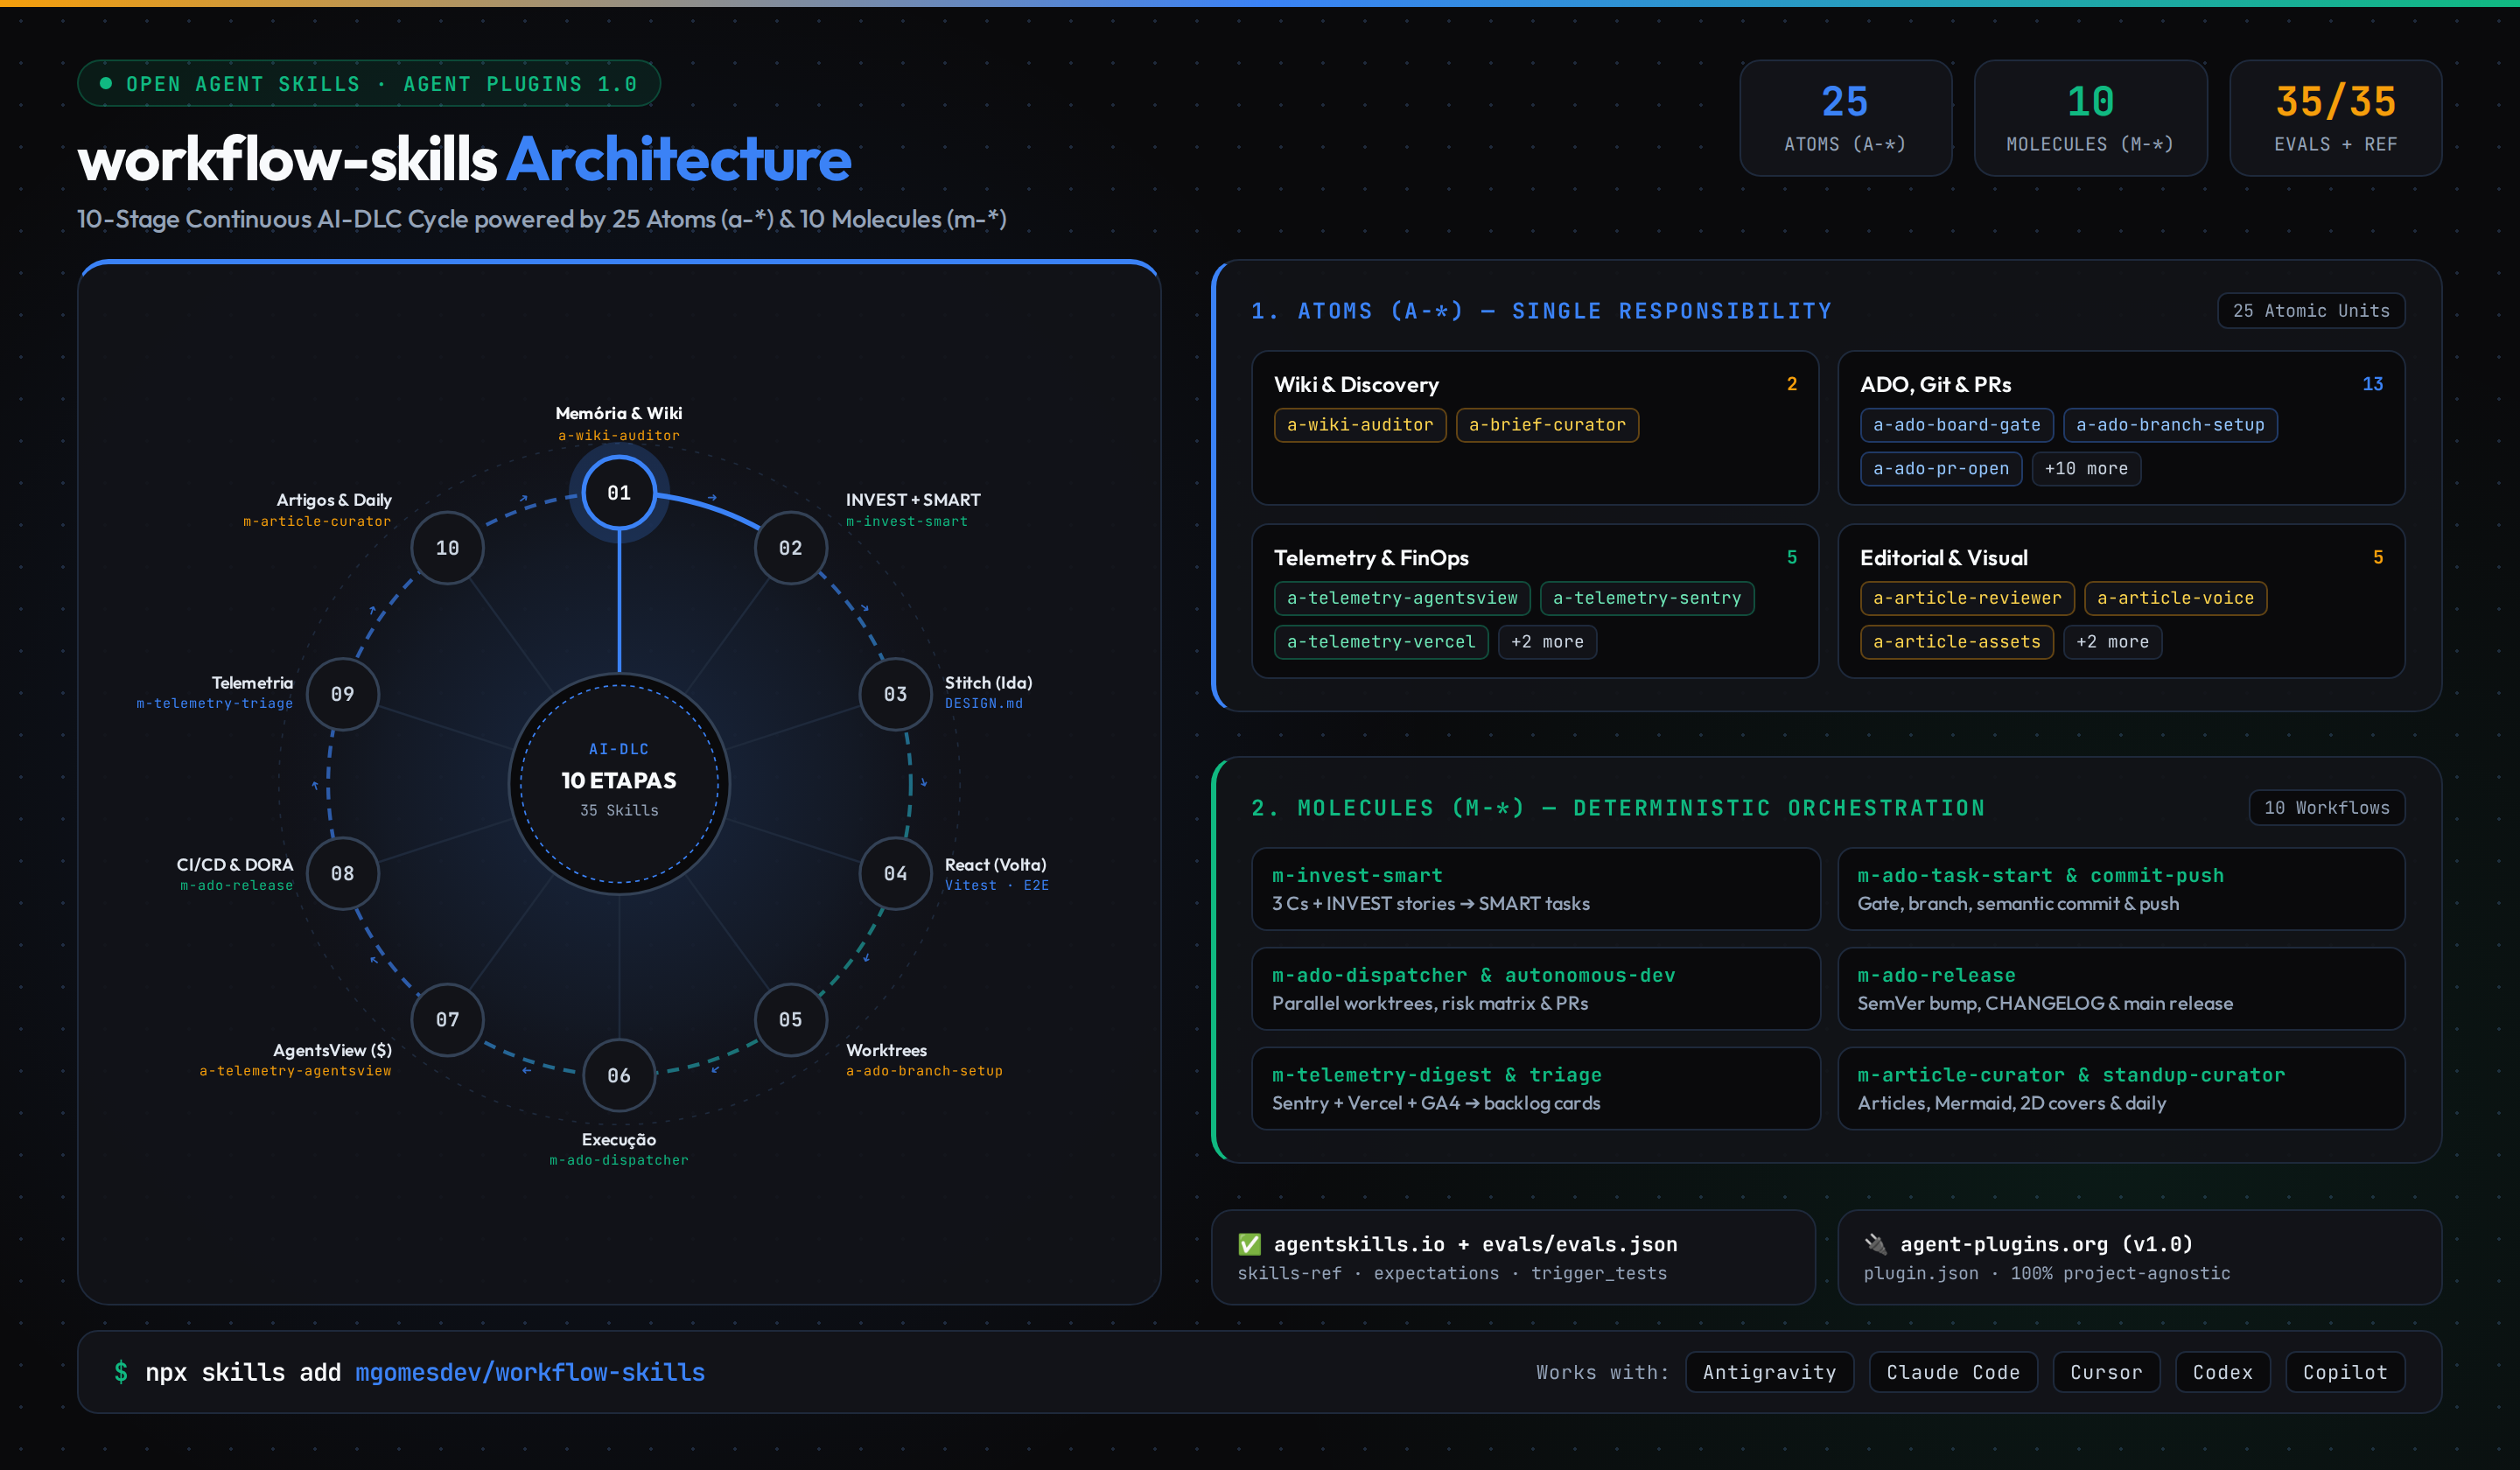 OPEN AGENT SKILLS · AGENT PLUGINS 1.0
workflow-skills Architecture
10-Stage Continuous AI-DLC Cycle powered by 25 Atoms (a-*) & 10 Molecules (m-*)
25
ATOMS (A-*)
10
MOLECULES (M-*)
35/35
EVALS + REF
Memória & Wiki
a-wiki-auditor
01
INVEST + SMART
m-invest-smart
02
Stitch (Ida)
DESIGN.md
03
React (Volta)
Vitest · E2E
04
Worktrees
a-ado-branch-setup
05
Execução
m-ado-dispatcher
06
AgentsView ($)
a-telemetry-agentsview
07
CI/CD & DORA
m-ado-release
08
Telemetria
m-telemetry-triage
09
Artigos & Daily
m-article-curator
10
AI-DLC
10 ETAPAS
35 Skills
1. ATOMS (A-*) — SINGLE RESPONSIBILITY
25 Atomic Units
Wiki & Discovery 2
a-wiki-auditor a-brief-curator
ADO, Git & PRs 13
a-ado-board-gate a-ado-branch-setup
a-ado-pr-open +10 more
Telemetry & FinOps 5
a-telemetry-agentsview a-telemetry-sentry
a-telemetry-vercel +2 more
Editorial & Visual 5
a-article-reviewer a-article-voice
a-article-assets +2 more
2. MOLECULES (M-*) — DETERMINISTIC ORCHESTRATION
10 Workflows
m-invest-smart
3 Cs + INVEST stories → SMART tasks
m-ado-task-start & commit-push
Gate, branch, semantic commit & push
m-ado-dispatcher & autonomous-dev
Parallel worktrees, risk matrix & PRs
m-ado-release
SemVer bump, CHANGELOG & main release
m-telemetry-digest & triage
Sentry + Vercel + GA4 → backlog cards
m-article-curator & standup-curator
Articles, Mermaid, 2D covers & daily
✅ agentskills.io + evals/evals.json
skills-ref · expectations · trigger_tests
🔌 agent-plugins.org (v1.0)
plugin.json · 100% project-agnostic
$ npx skills add mgomesdev/workflow-skills
Works with: Antigravity Claude Code Cursor Codex Copilot